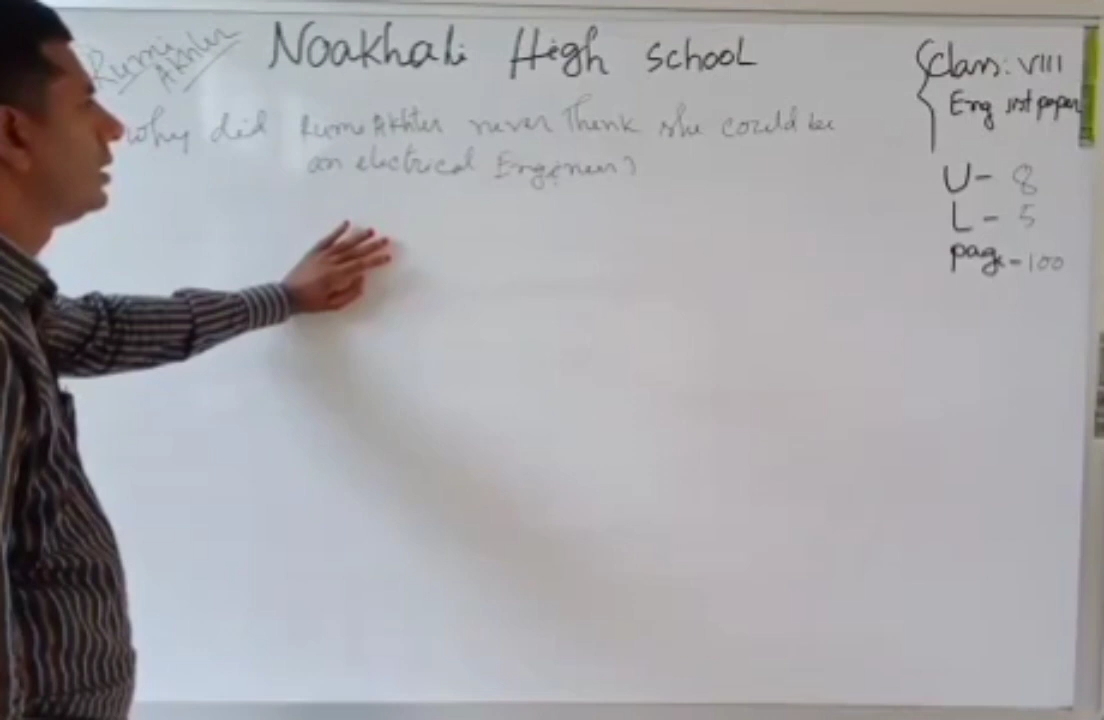 Rumi
Akhter
Noakhali High School
Class: VIII
Eng 1st paper
why did Rumi Akhter never Think she could be
an electrical Engineer?
U- 8
L- 5
page-100